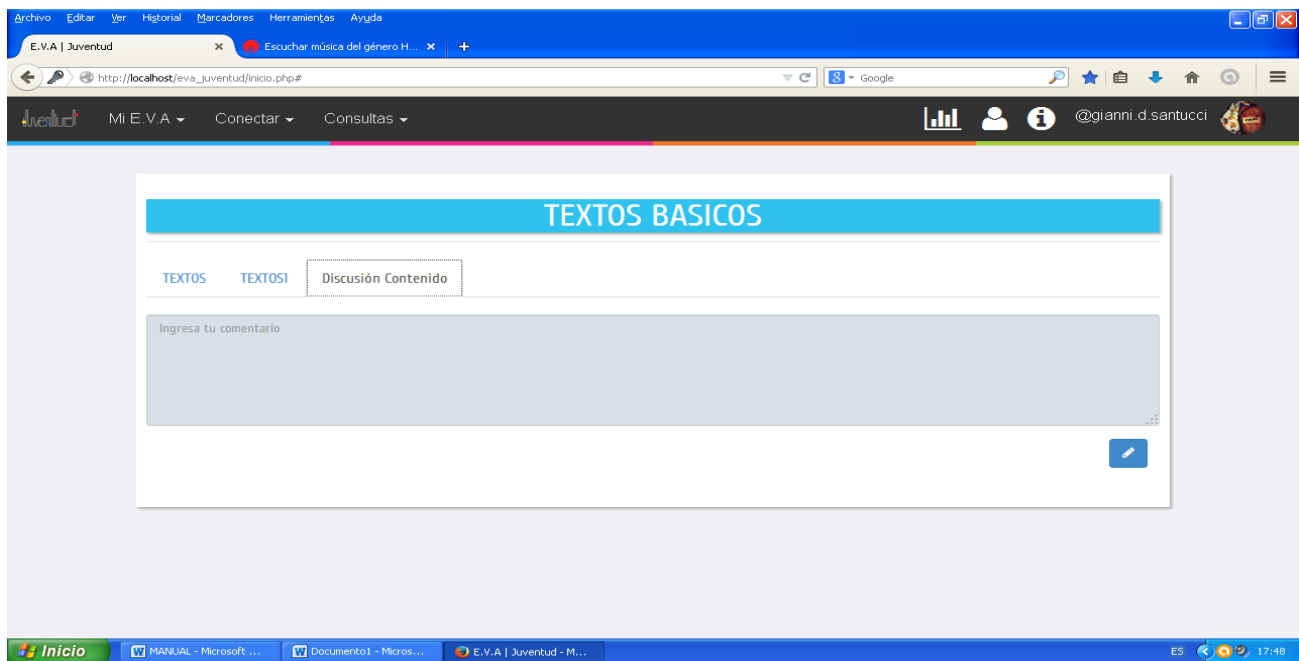 Archivo Editar Ver Historial Marcadores Herramientas Ayuda
E.V.A | Juventud
Escuchar música del género H...
http://localhost/eva_juventud/inicio.php#
Google
Juventud Mi E.V.A Conectar Consultas @gianni.d.santucci
TEXTOS BASICOS
TEXTOS TEXTOS1 Discusión Contenido
Ingresa tu comentario
Inicio MANUAL - Microsoft ... Documento1 - Micros... E.V.A | Juventud - M... ES 17:48